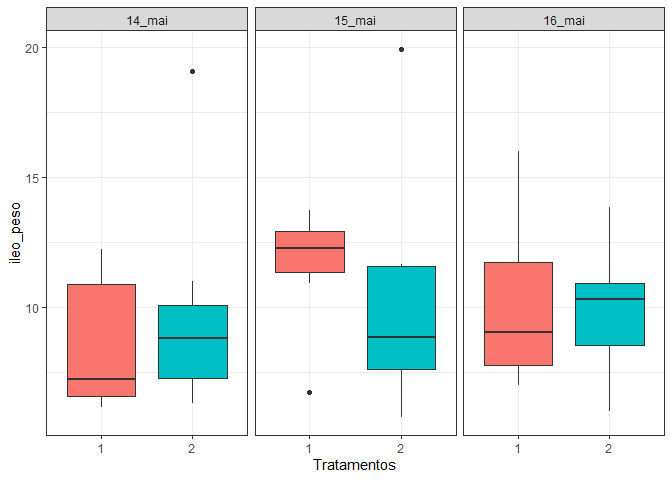 14_mai 15_mai 16_mai
20
15
10
ileo_peso
1 2 1 2 1 2
Tratamentos